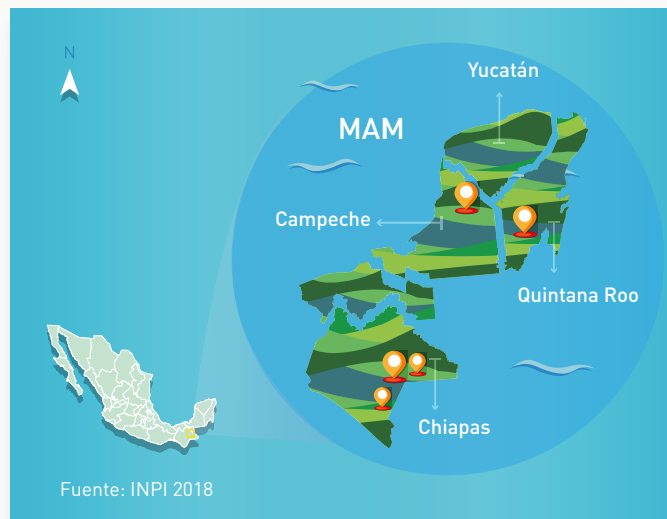 N
Yucatán
MAM
Campeche
Quintana Roo
Chiapas
Fuente: INPI 2018